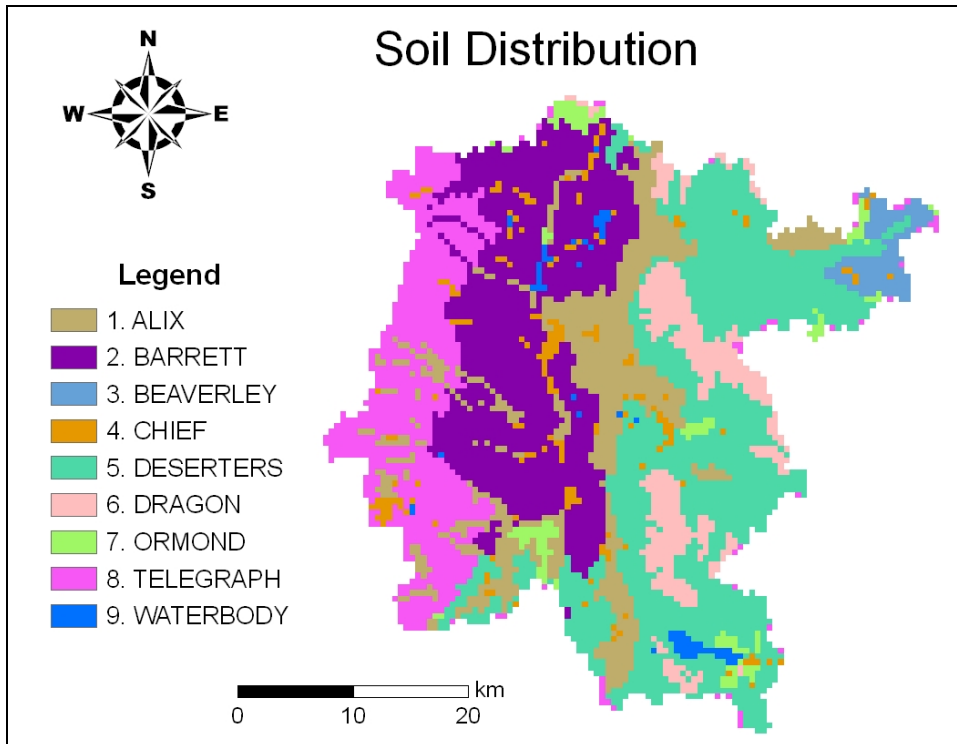 Soil Distribution
N
W E
S
Legend
1. ALIX
2. BARRETT
3. BEAVERLEY
4. CHIEF
5. DESERTERS
6. DRAGON
7. ORMOND
8. TELEGRAPH
9. WATERBODY
km
0 10 20